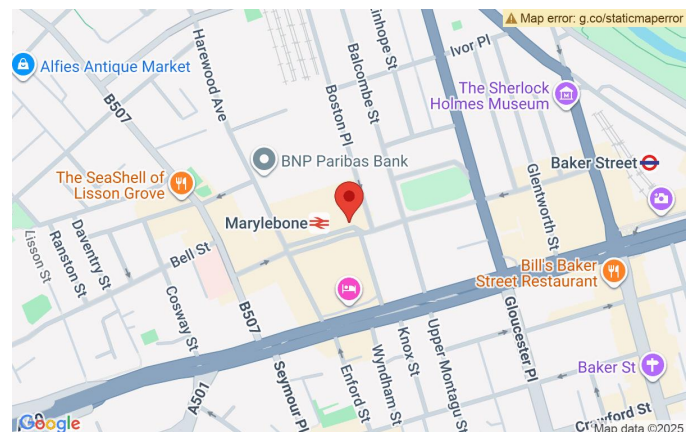 Map error: g.co/staticmaperror
Linhope St
Ivor Pl
Harewood Ave
Balcombe St
Alfies Antique Market
The Sherlock
Holmes Museum
B507
Boston Pl
BNP Paribas Bank
Baker Street
The SeaShell of
Lisson Grove
Glentworth St
Marylebone
Lisson St
Ranston St
Daventry St
Bell St
Bill's Baker
Street Restaurant
Cosway St
B507
Gloucester Pl
Knox St
Upper Montagu St
Wyndham St
Baker St
Seymour Pl
Enford St
A501
Crawford St
Google
Map data ©2025